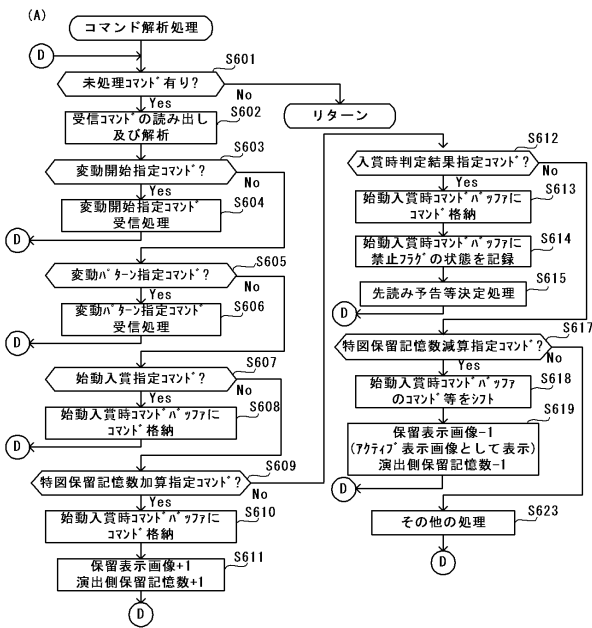 (A)
コマンド解析処理
D
S601
未処理コマンド有り?
Yes
No
リターン
S602
受信コマンドの読み出し
及び解析
S603
変動開始指定コマンド?
Yes
No
S604
変動開始指定コマンド
受信処理
D
S605
変動パターン指定コマンド?
Yes
No
S606
変動パターン指定コマンド
受信処理
D
S607
始動入賞指定コマンド?
Yes
No
S608
始動入賞時コマンドバッファに
コマンド格納
D
S609
特図保留記憶数加算指定コマンド?
Yes
No
S610
始動入賞時コマンドバッファに
コマンド格納
S611
保留表示画像+1
演出側保留記憶数+1
D
S612
入賞時判定結果指定コマンド?
Yes
No
S613
始動入賞時コマンドバッファに
コマンド格納
S614
始動入賞時コマンドバッファに
禁止フラグの状態を記録
S615
先読み予告等決定処理
D
S617
特図保留記憶数減算指定コマンド?
Yes
No
S618
始動入賞時コマンドバッファ
のコマンド等をシフト
S619
保留表示画像-1
(アクティブ表示画像として表示)
演出側保留記憶数-1
D
S623
その他の処理
D